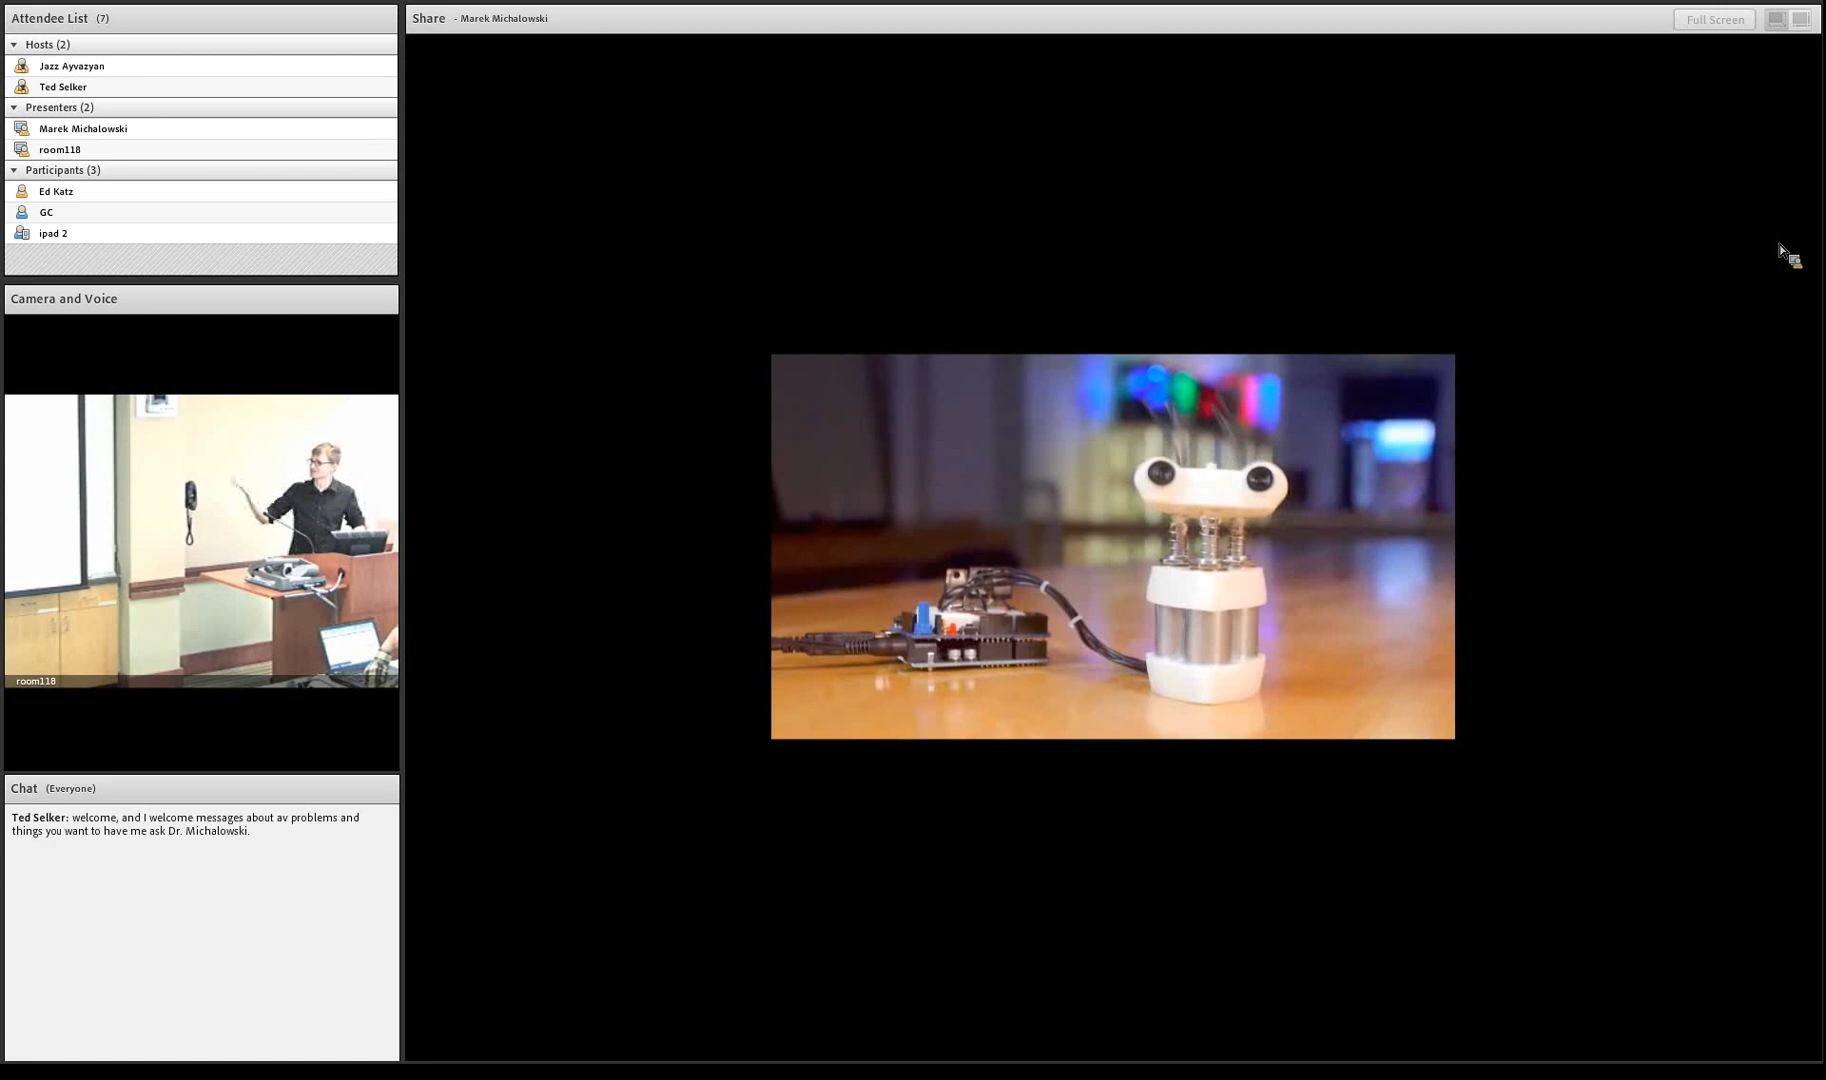 Attendee List (7)
Hosts (2)
Jazz Ayvazyan
Ted Selker
Presenters (2)
Marek Michalowski
room118
Participants (3)
Ed Katz
GC
ipad 2
Camera and Voice
room118
Chat (Everyone)
Ted Selker: welcome, and I welcome messages about av problems and
things you want to have me ask Dr. Michalowski.
Share - Marek Michalowski
Full Screen